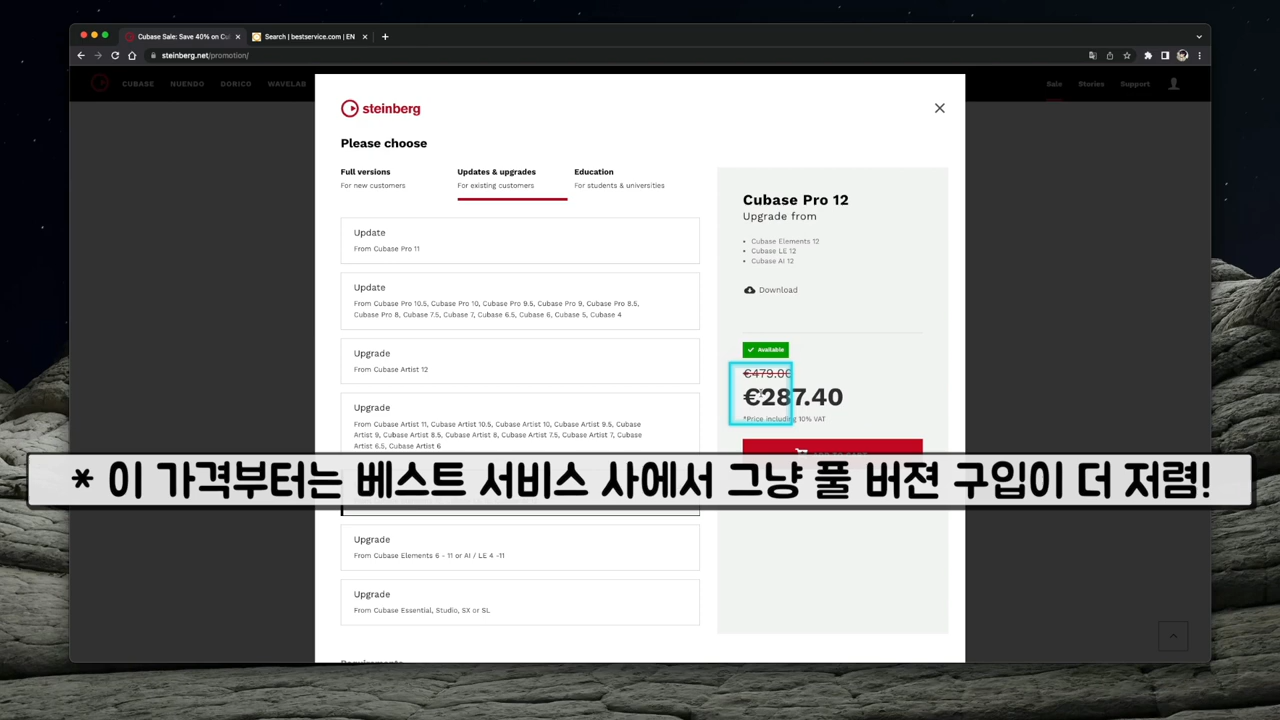 Cubase Sale: Save 40% on Cu
Search | bestservice.com | EN
steinberg.net/promotion/
CUBASE
NUENDO
DORICO
WAVELAB
Sale
Stories
Support
steinberg
Please choose
Full versions
For new customers
Updates & upgrades
For existing customers
Education
For students & universities
Update
From Cubase Pro 11
Update
From Cubase Pro 10.5, Cubase Pro 10, Cubase Pro 9.5, Cubase Pro 9, Cubase Pro 8.5,
Cubase Pro 8, Cubase 7.5, Cubase 7, Cubase 6.5, Cubase 6, Cubase 5, Cubase 4
Upgrade
From Cubase Artist 12
Upgrade
From Cubase Artist 11, Cubase Artist 10.5, Cubase Artist 10, Cubase Artist 9.5, Cubase
Artist 9, Cubase Artist 8.5, Cubase Artist 8, Cubase Artist 7.5, Cubase Artist 7, Cubase
Artist 6.5, Cubase Artist 6
Upgrade
From Cubase Elements 6 - 11 or AI / LE 4 -11
Upgrade
From Cubase Essential, Studio, SX or SL
Cubase Pro 12
Upgrade from
• Cubase Elements 12
• Cubase LE 12
• Cubase AI 12
Download
Available
€479.00
€287.40
*Price including 10% VAT
* 이 가격부터는 베스트 서비스 사에서 그냥 풀 버젼 구입이 더 저렴!